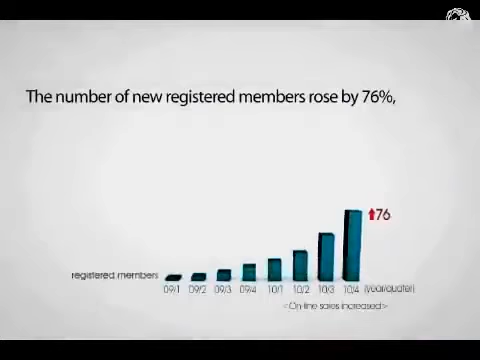 The number of new registered members rose by 76%,
76
registered members
09/1 09/2 09/3 09/4 10/1 10/2 10/3 10/4 (year/quater)
<On-line sales increased>